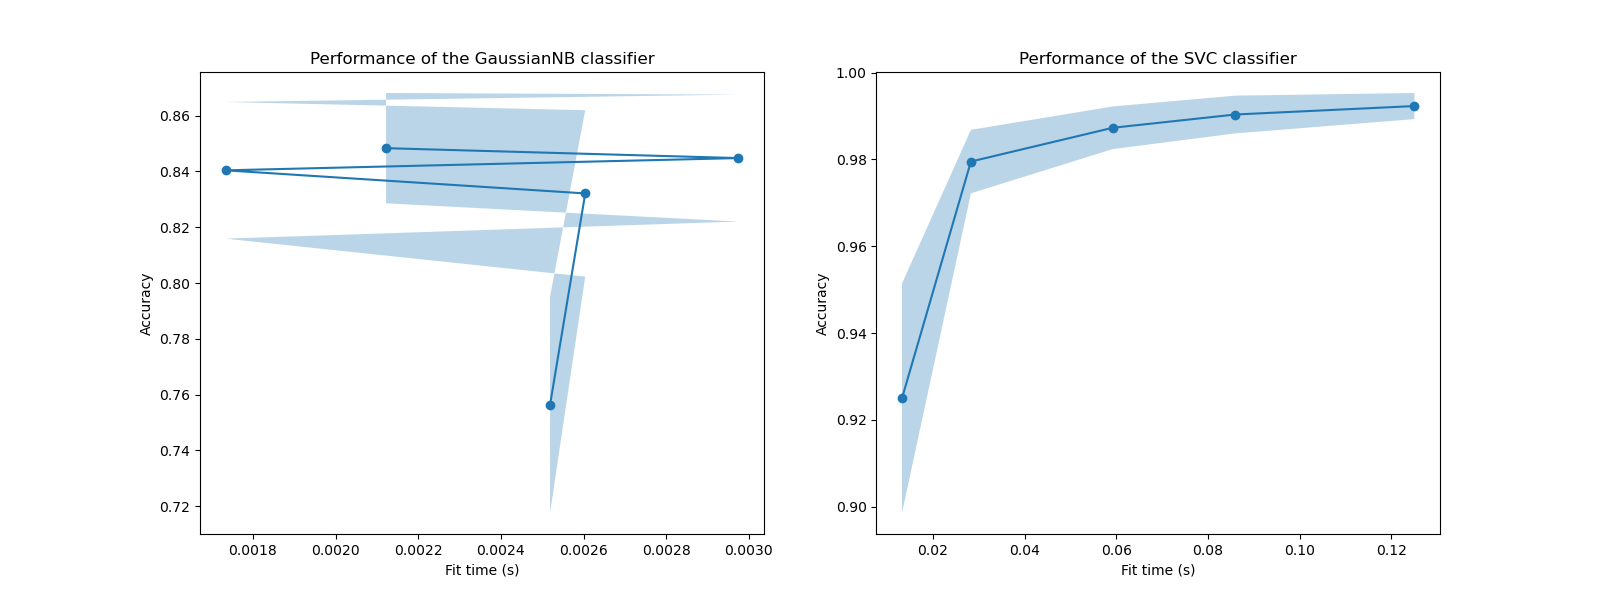 Performance of the GaussianNB classifier
Accuracy
0.86
0.84
0.82
0.80
0.78
0.76
0.74
0.72
0.0018 0.0020 0.0022 0.0024 0.0026 0.0028 0.0030
Fit time (s)
Performance of the SVC classifier
Accuracy
1.00
0.98
0.96
0.94
0.92
0.90
0.02 0.04 0.06 0.08 0.10 0.12
Fit time (s)